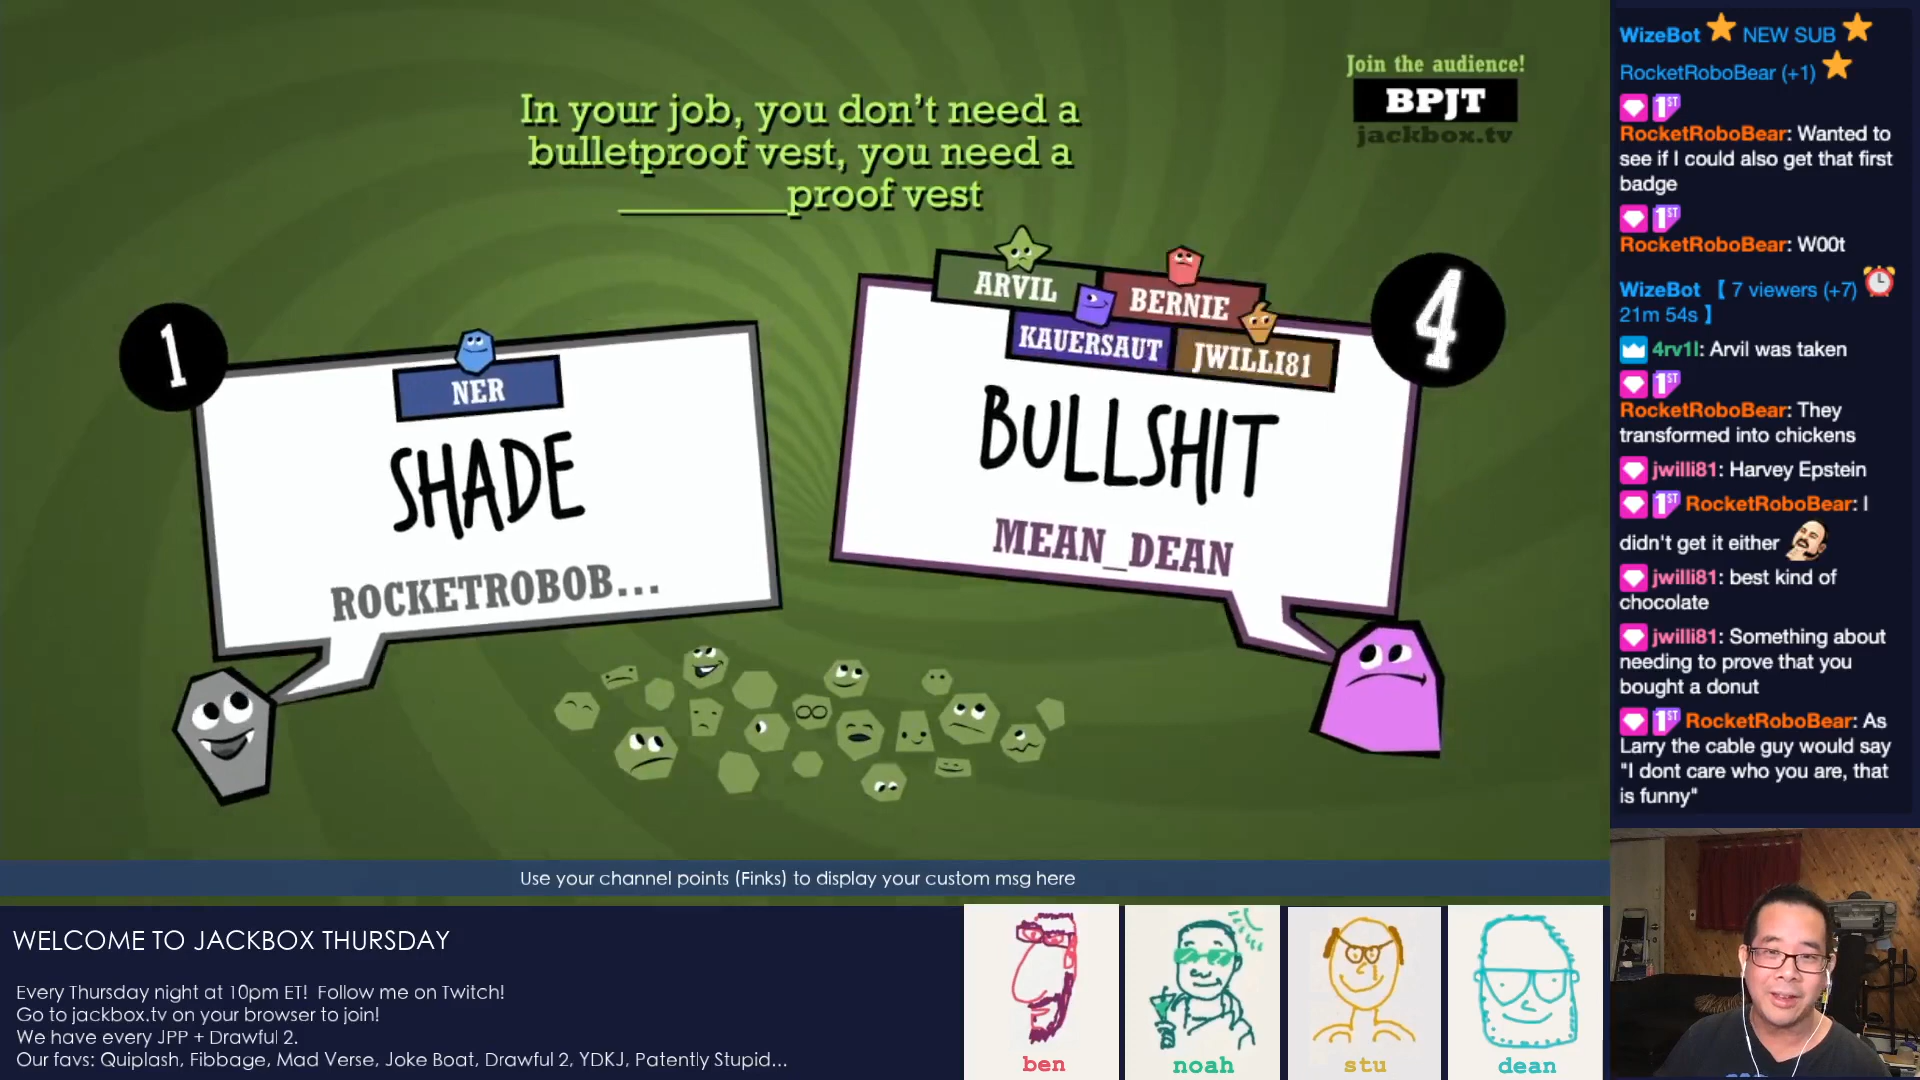 In your job, you don't need a
bulletproof vest, you need a
________proof vest
Join the audience!
BPJT
jackbox.tv
1
NER
SHADE
ROCKETROBOB...
ARVIL
BERNIE
KAUERSAUT
JWILLI81
4
BULLSHIT
MEAN_DEAN
Use your channel points (Finks) to display your custom msg here
WELCOME TO JACKBOX THURSDAY
Every Thursday night at 10pm ET! Follow me on Twitch!
Go to jackbox.tv on your browser to join!
We have every JPP + Drawful 2.
Our favs: Quiplash, Fibbage, Mad Verse, Joke Boat, Drawful 2, YDKJ, Patently Stupid...
ben
noah
stu
dean
WizeBot NEW SUB
RocketRoboBear (+1)
1ST
RocketRoboBear: Wanted to
see if I could also get that first
badge
1ST
RocketRoboBear: W00t
WizeBot 【 7 viewers (+7)
21m 54s 】
4rv1l: Arvil was taken
1ST
RocketRoboBear: They
transformed into chickens
jwilli81: Harvey Epstein
1ST RocketRoboBear: I
didn't get it either
jwilli81: best kind of
chocolate
jwilli81: Something about
needing to prove that you
bought a donut
1ST RocketRoboBear: As
Larry the cable guy would say
"I dont care who you are, that
is funny"